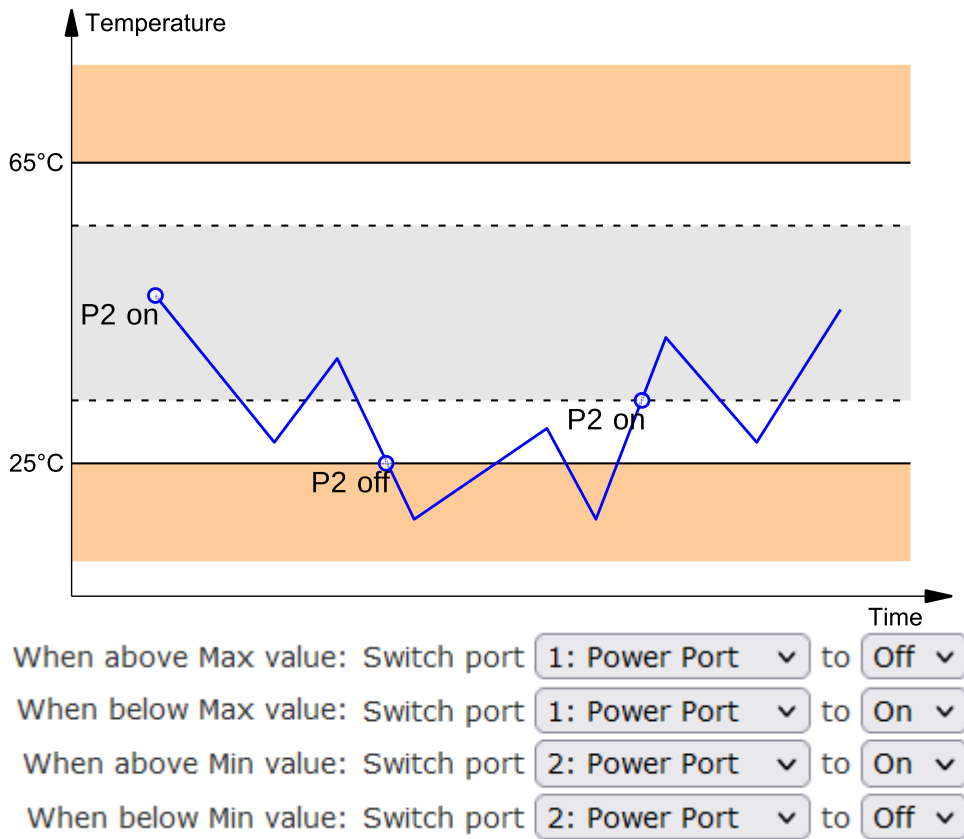 Temperature
65°C
P2 on
P2 on
25°C
P2 off
Time
When above Max value: Switch port 1: Power Port to Off
When below Max value: Switch port 1: Power Port to On
When above Min value: Switch port 2: Power Port to On
When below Min value: Switch port 2: Power Port to Off